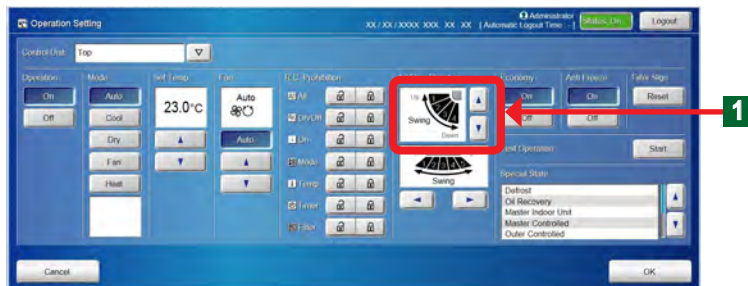 Operation Setting
XX / XX / XXXX XXX XX : XX | Automatic Logout Time : - |
Administrator
Status, On
Logout
Control Unit: Top
Operation
Mode
Set Temp.
Fan
R.C. Prohibition
Economy
Anti Freeze
Filter Sign
On
Off
Auto
Cool
Dry
Fan
Heat
23.0°C
Auto
Auto
All
On/Off
On
Mode
Temp
Timer
Filter
Up
Swing
Down
Swing
On
Off
On
Off
Reset
Test Operation
Start
Special State
Defrost
Oil Recovery
Master Indoor Unit
Master Controlled
Outer Controlled
Cancel
OK
1